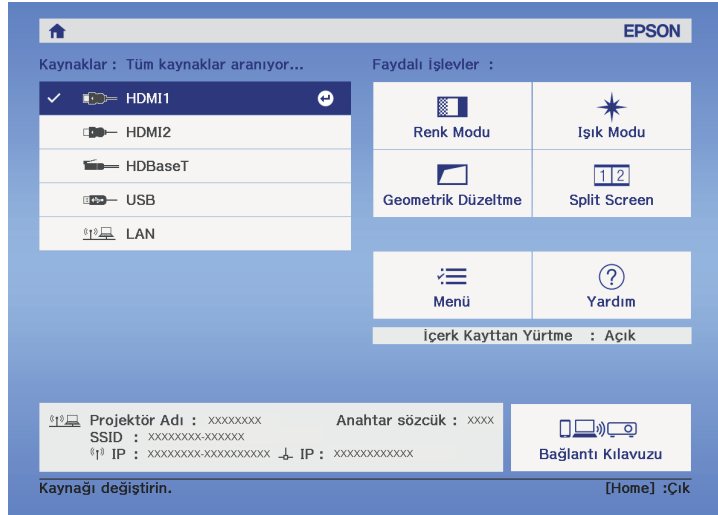 EPSON
Kaynaklar : Tüm kaynaklar aranıyor...
HDMI1
HDMI2
HDBaseT
USB
LAN
Faydalı İşlevler :
Renk Modu
Işık Modu
Geometrik Düzeltme
1 2
Split Screen
Menü
?
Yardım
İçerk Kayttan Yürtme : Açık
Projektör Adı : xxxxxxxx Anahtar sözcük : xxxx
SSID : xxxxxxxx-xxxxxx
IP : xxxxxxxx-xxxxxxxxxx IP : xxxxxxxxxxxx
Bağlantı Kılavuzu
Kaynağı değiştirin. [Home] :Çık